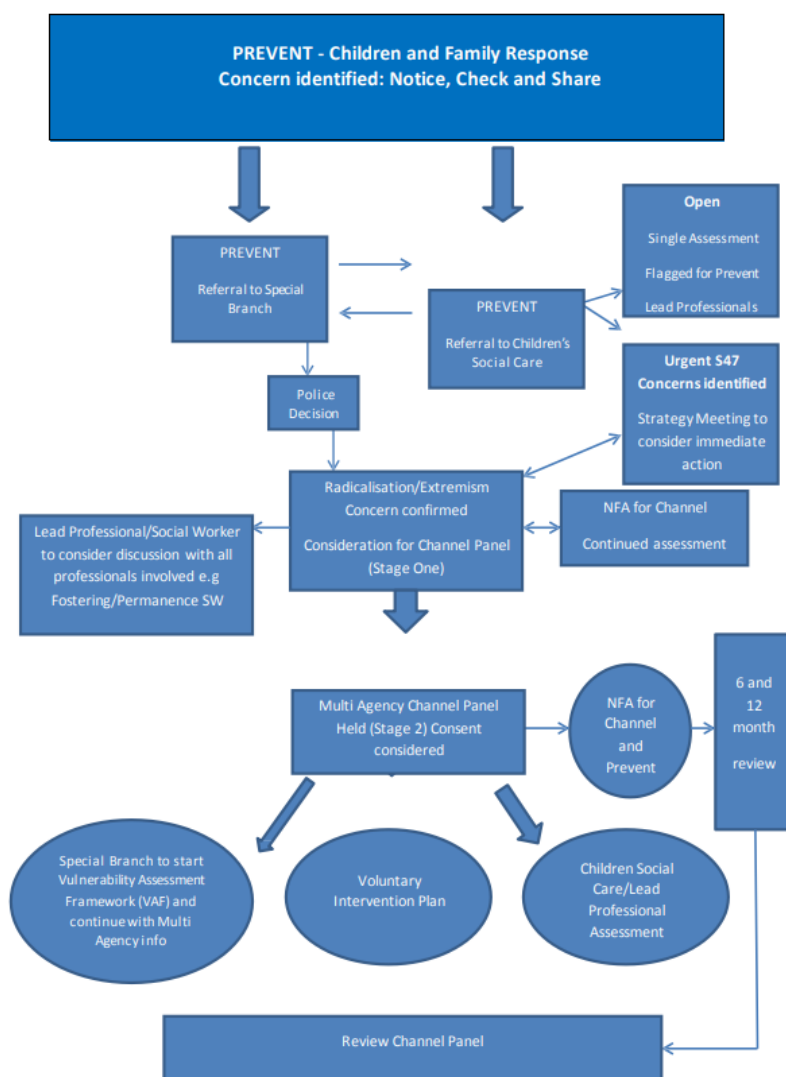 PREVENT - Children and Family Response
Concern identified: Notice, Check and Share
PREVENT
Referral to Special
Branch
PREVENT
Referral to Children's
Social Care
Open
Single Assessment
Flagged for Prevent
Lead Professionals
Urgent S47
Concerns identified
Strategy Meeting to
consider immediate
action
Police
Decision
Radicalisation/Extremism
Concern confirmed
Consideration for Channel Panel
(Stage One)
NFA for Channel
Continued assessment
Lead Professional/Social Worker
to consider discussion with all
professionals involved e.g
Fostering/Permanence SW
Multi Agency Channel Panel
Held (Stage 2) Consent
considered
NFA for
Channel
and
Prevent
6 and
12
month
review
Special Branch to start
Vulnerability Assessment
Framework (VAF) and
continue with Multi
Agency info
Voluntary
Intervention Plan
Children Social
Care/Lead
Professional
Assessment
Review Channel Panel